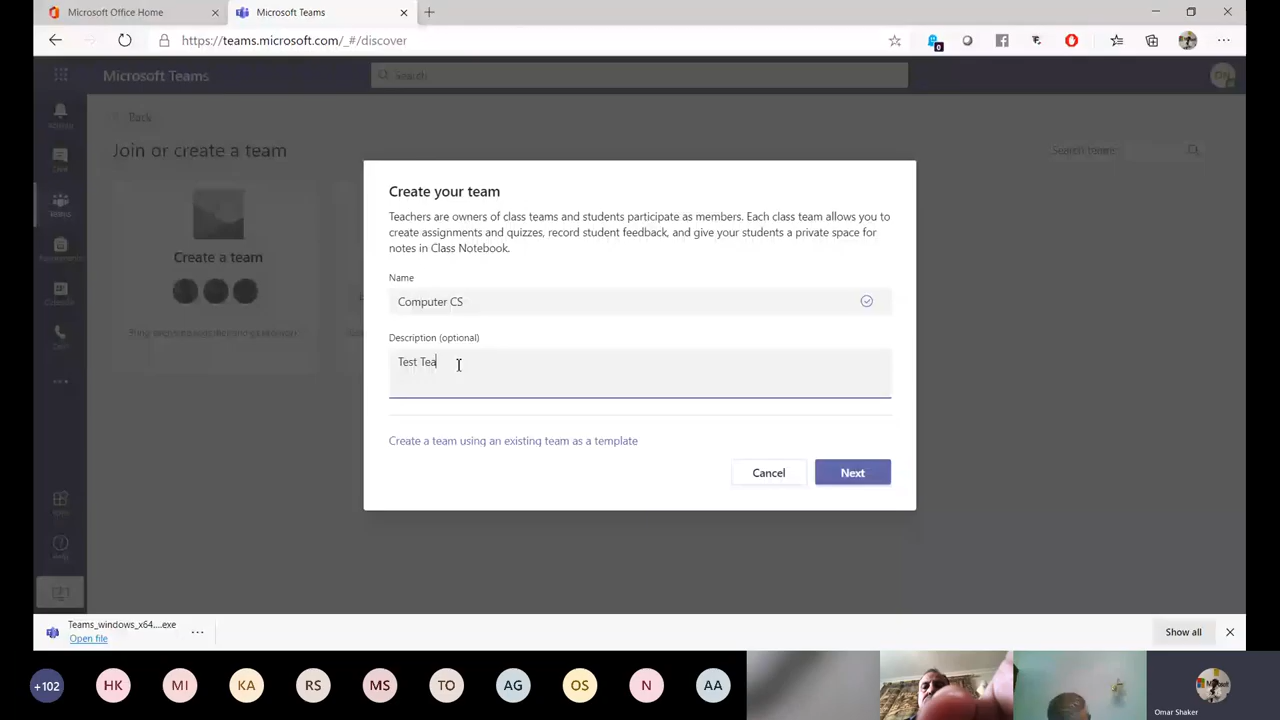 Microsoft Office Home
Microsoft Teams
https://teams.microsoft.com/_#/discover
0
Microsoft Teams
Search
Back
Join or create a team
Create a team
Teams
Create your team
Teachers are owners of class teams and students participate as members. Each class team allows you to
create assignments and quizzes, record student feedback, and give your students a private space for
notes in Class Notebook.
Name
Computer CS
Description (optional)
Test Tea
Create a team using an existing team as a template
Cancel
Next
Teams_windows_x64....exe
Open file
Show all
+102
HK
MI
KA
RS
MS
TO
AG
OS
N
AA
Omar Shaker